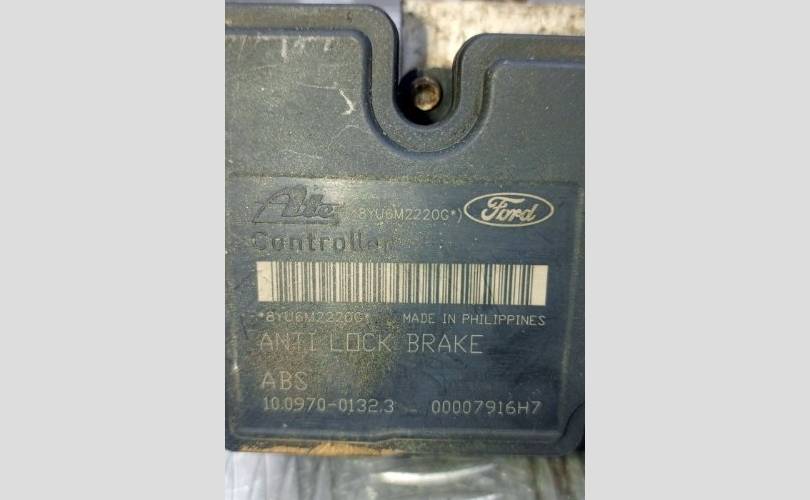 Ate *8YU6M2220G*) Ford
Controller
*8YU6M2220G* MADE IN PHILIPPINES
ANTI LOCK BRAKE
ABS
10.0970-0132.3 00007916H7